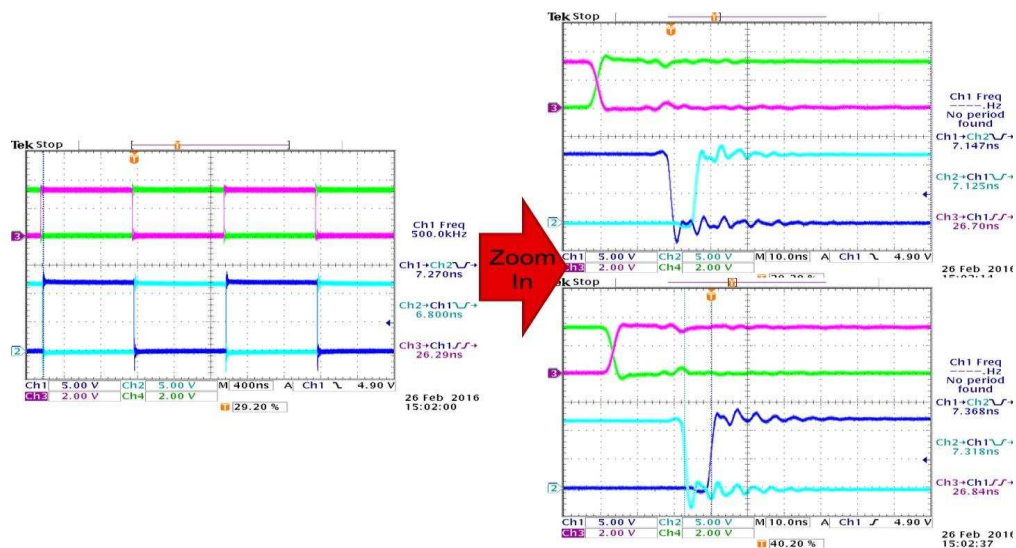 Tek Stop
T
T
3
2
Ch1 Freq
500.0kHz
Ch1→Ch2
7.270ns
Ch2→Ch1
6.800ns
Ch3→Ch1
26.29ns
Ch1 5.00 V Ch2 5.00 V M 400ns A Ch1 4.90 V
Ch3 2.00 V Ch4 2.00 V
T 29.20 %
26 Feb 2016
15:02:00
Zoom
In
Tek Stop
T
T
3
2
Ch1 Freq
----.Hz
No period
found
Ch1→Ch2
7.147ns
Ch2→Ch1
7.125ns
Ch3→Ch1
26.70ns
Ch1 5.00 V Ch2 5.00 V M 10.0ns A Ch1 4.90 V
Ch3 2.00 V Ch4 2.00 V
26 Feb 2016
Tek Stop
T
3
2
Ch1 Freq
----.Hz
No period
found
Ch1→Ch2
7.368ns
Ch2→Ch1
7.318ns
Ch3→Ch1
26.84ns
Ch1 5.00 V Ch2 5.00 V M 10.0ns A Ch1 4.90 V
Ch3 2.00 V Ch4 2.00 V
T 40.20 %
26 Feb 2016
15:02:37